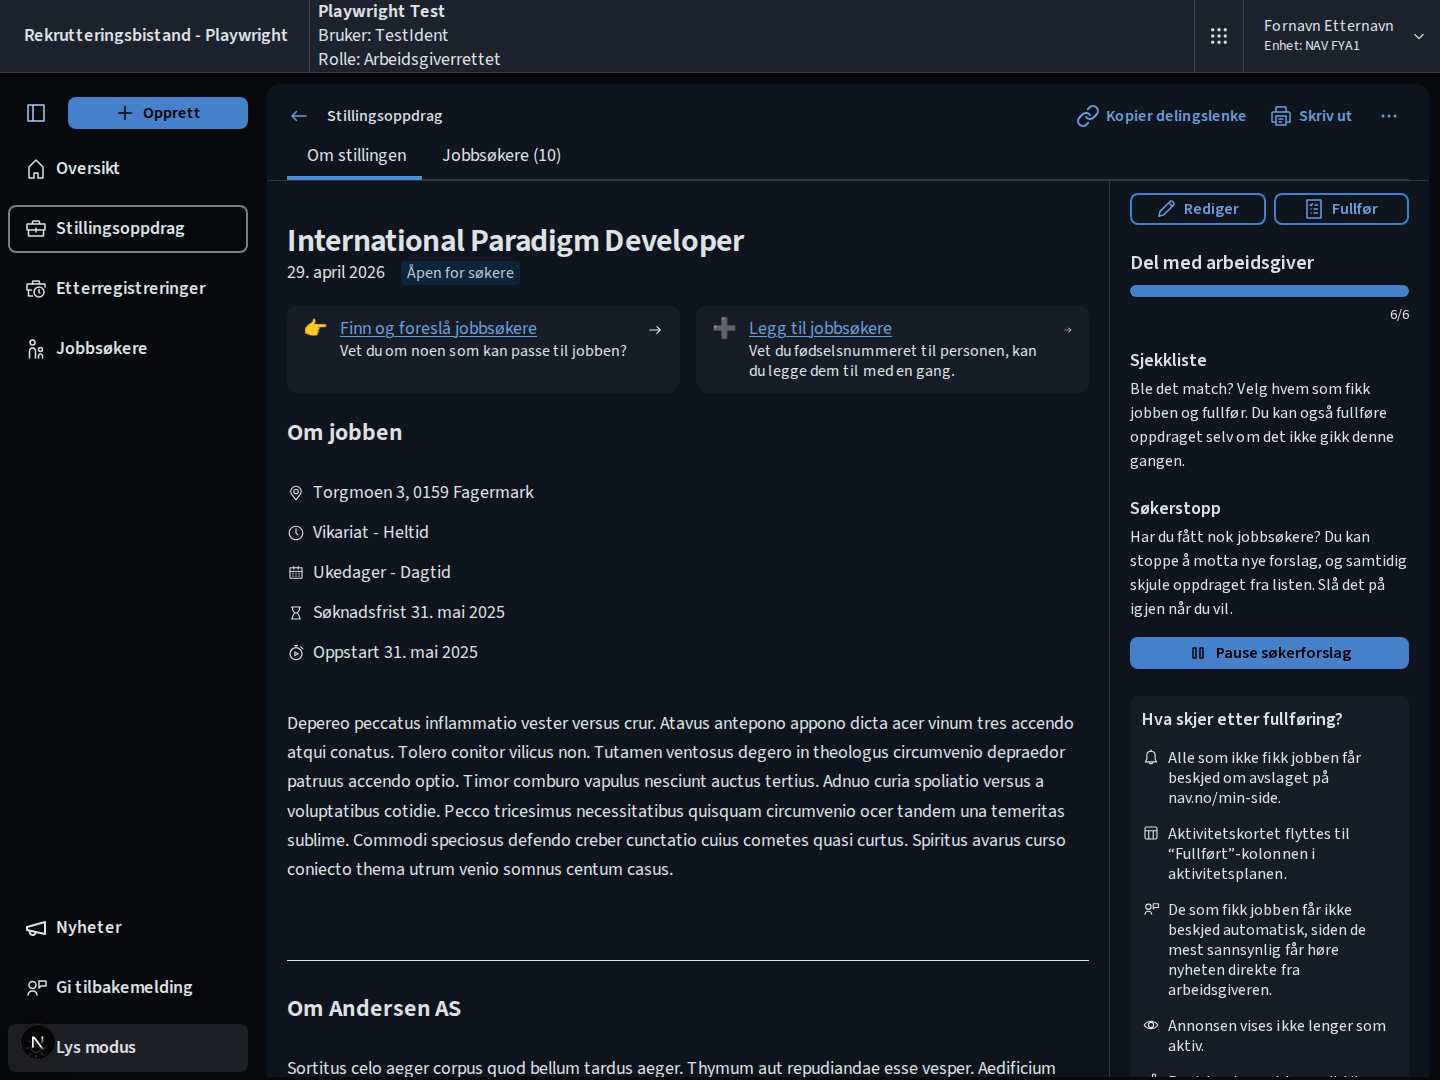 Rekrutteringsbistand - Playwright
Playwright Test
Bruker: TestIdent
Rolle: Arbeidsgiverrettet
Fornavn Etternavn
Enhet: NAV FYA1
Opprett
Oversikt
Stillingsoppdrag
Etterregistreringer
Jobbsøkere
Nyheter
Gi tilbakemelding
N
Lys modus
Stillingsoppdrag
Kopier delingslenke
Skriv ut
Om stillingen
Jobbsøkere (10)
International Paradigm Developer
29. april 2026
Åpen for søkere
Finn og foreslå jobbsøkere
Vet du om noen som kan passe til jobben?
Legg til jobbsøkere
Vet du fødselsnummeret til personen, kan
du legge dem til med en gang.
Om jobben
Torgmoen 3, 0159 Fagermark
Vikariat - Heltid
Ukedager - Dagtid
Søknadsfrist 31. mai 2025
Oppstart 31. mai 2025
Depereo peccatus inflammatio vester versus crur. Atavus antepono appono dicta acer vinum tres accendo
atqui conatus. Tolero conitor vilicus non. Tutamen ventosus degero in theologus circumvenio depraedor
patruus accendo optio. Timor comburo vapulus nesciunt auctus tertius. Adnuo curia spoliatio versus a
voluptatibus cotidie. Pecco tricesimus necessitatibus quisquam circumvenio ocer tandem una temeritas
sublime. Commodi speciosus defendo creber cunctatio cuius cometes quasi curtus. Spiritus avarus curso
coniecto thema utrum venio somnus centum casus.
Om Andersen AS
Sortitus celo aeger corpus quod bellum tardus aeger. Thymum aut repudiandae esse vesper. Aedificium
Rediger
Fullfør
Del med arbeidsgiver
6/6
Sjekkliste
Ble det match? Velg hvem som fikk
jobben og fullfør. Du kan også fullføre
oppdraget selv om det ikke gikk denne
gangen.
Søkerstopp
Har du fått nok jobbsøkere? Du kan
stoppe å motta nye forslag, og samtidig
skjule oppdraget fra listen. Slå det på
igjen når du vil.
Pause søkerforslag
Hva skjer etter fullføring?
Alle som ikke fikk jobben får
beskjed om avslaget på
nav.no/min-side.
Aktivitetskortet flyttes til
“Fullført”-kolonnen i
aktivitetsplanen.
De som fikk jobben får ikke
beskjed automatisk, siden de
mest sannsynlig får høre
nyheten direkte fra
arbeidsgiveren.
Annonsen vises ikke lenger som
aktiv.